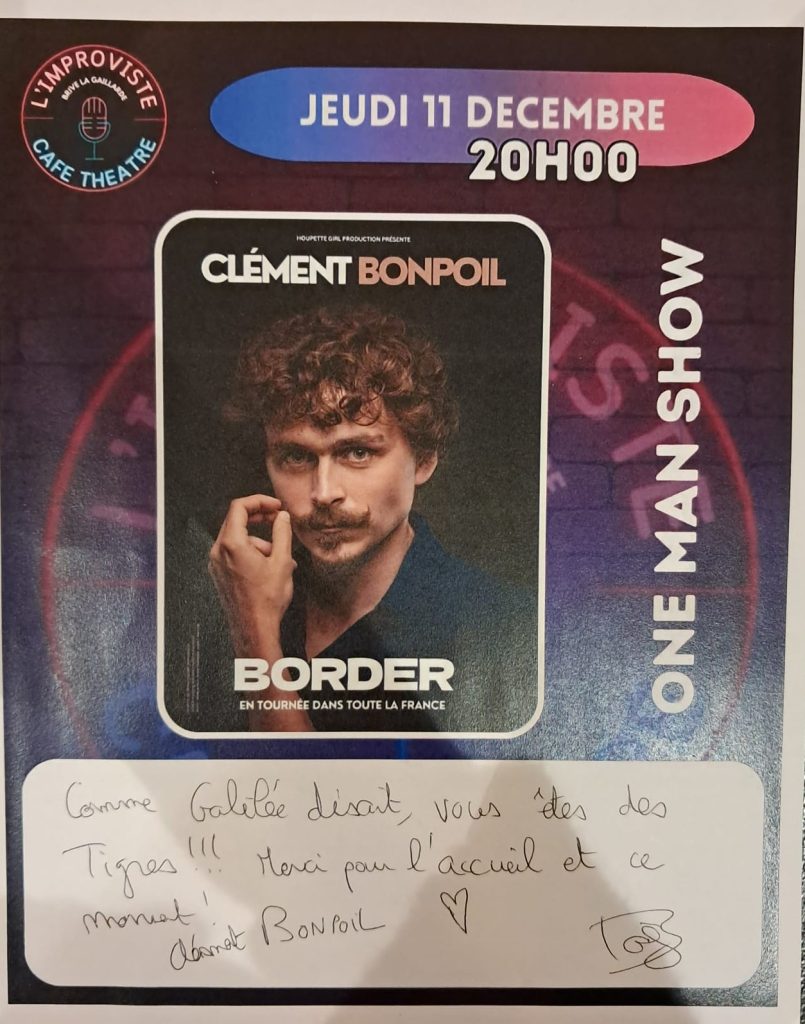 L'IMPROVISTE
BRIVE LA GAILLARDE
CAFE THEATRE
JEUDI 11 DECEMBRE
20H00
HOUPETTE GIRL PRODUCTION PRÉSENTE
CLÉMENT BONPOIL
BORDER
EN TOURNÉE DANS TOUTE LA FRANCE
ONE MAN SHOW
Comme Galilée disait, vous êtes des
Tigres!!! Merci pour l'accueil et ce
moment!
Clément BONPOIL